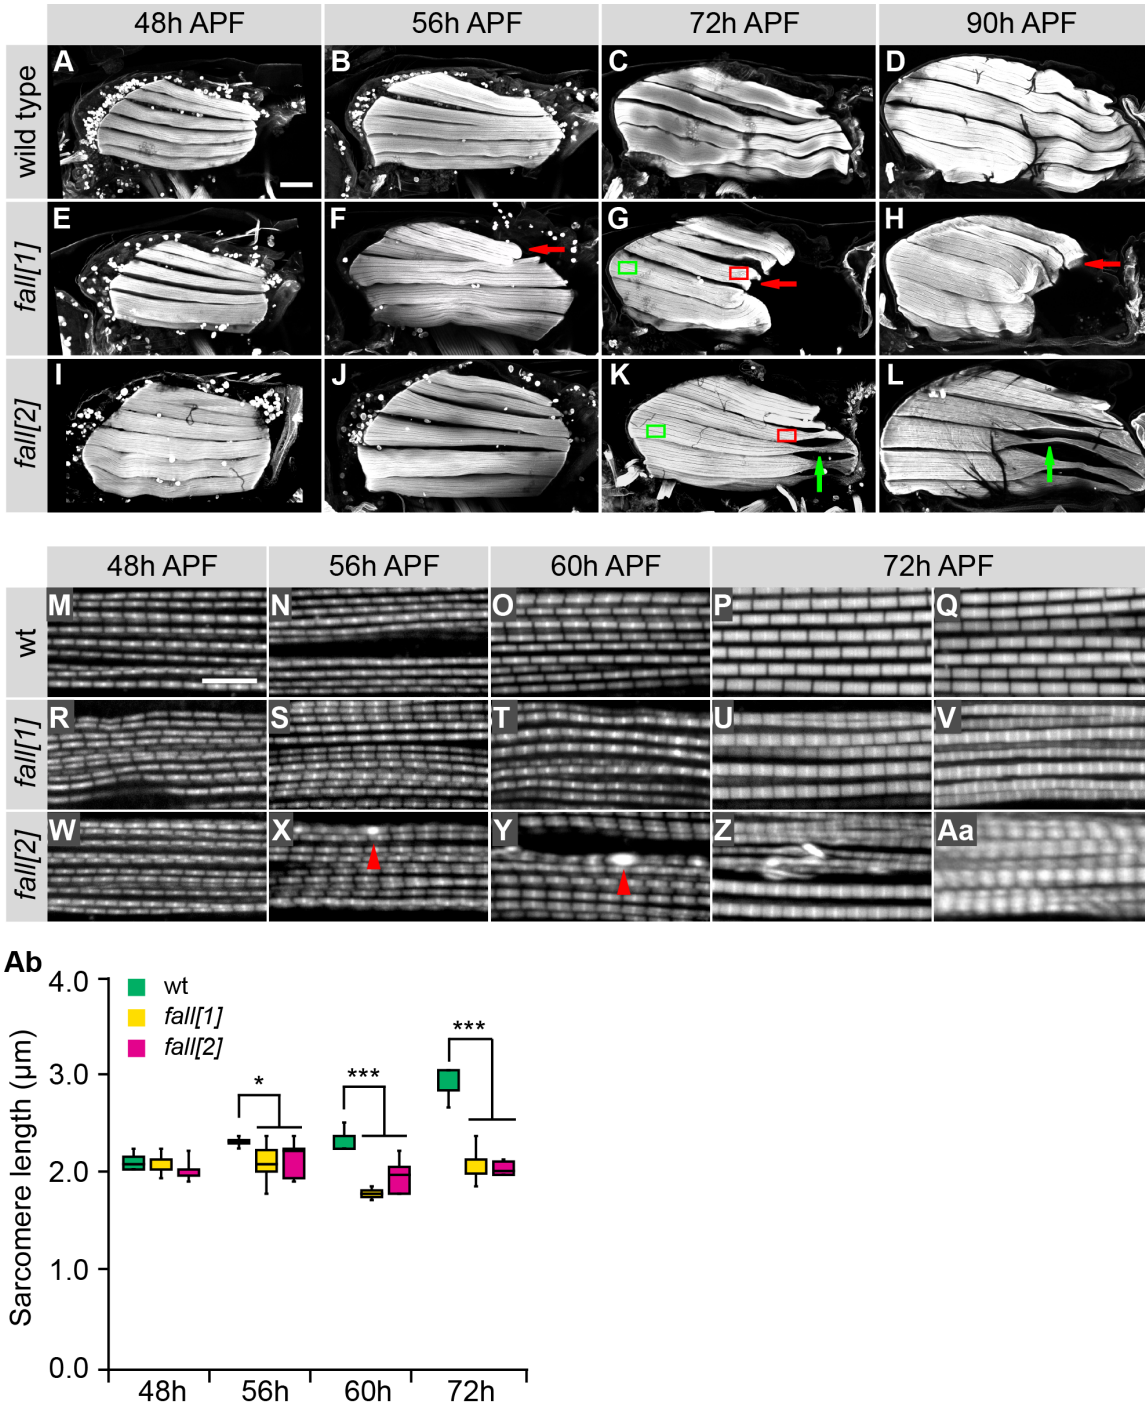 48h APF 56h APF 72h APF 90h APF
wild type A B C D
fall[1] E F G H
fall[2] I J K L
48h APF 56h APF 60h APF 72h APF
wt M N O P Q
fall[1] R S T U V
fall[2] W X Y Z Aa
Ab
4.0
3.0
2.0
1.0
0.0
Sarcomere length (μm)
wt
fall[1]
fall[2]
* *** ***
48h 56h 60h 72h